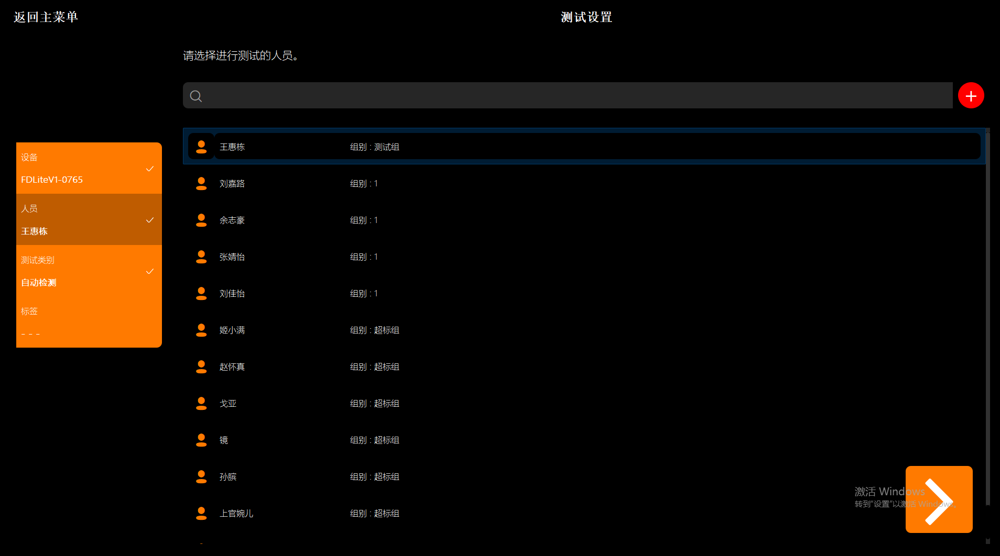 返回主菜单
测试设置
请选择进行测试的人员。
设备
FDLiteV1-0765
人员
王惠栋
测试类别
自动检测
标签
- - -
王惠栋 组别 : 测试组
刘嘉路 组别 : 1
余志豪 组别 : 1
张婧怡 组别 : 1
刘佳怡 组别 : 1
姬小满 组别 : 超标组
赵怀真 组别 : 超标组
戈亚 组别 : 超标组
镜 组别 : 超标组
孙膑 组别 : 超标组
上官婉儿 组别 : 超标组
激活 Windows
转到"设置"以激活 Windows。